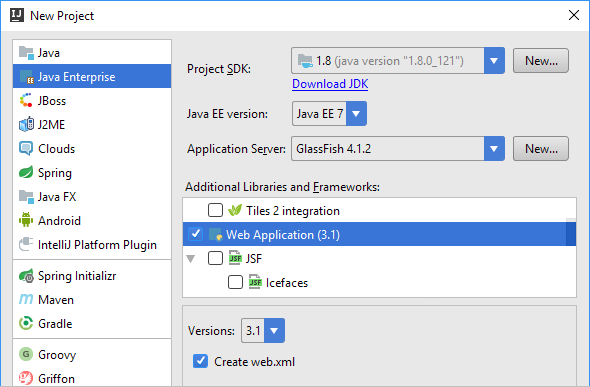 New Project
Java
Java Enterprise
JBoss
J2ME
Clouds
Spring
Java FX
Android
IntelliJ Platform Plugin
Spring Initializr
Maven
Gradle
Groovy
Griffon
Project SDK: 1.8 (java version "1.8.0_121") New...
Download JDK
Java EE version: Java EE 7
Application Server: GlassFish 4.1.2 New...
Additional Libraries and Frameworks:
Tiles 2 integration
Web Application (3.1)
JSF
Icefaces
Versions: 3.1
Create web.xml